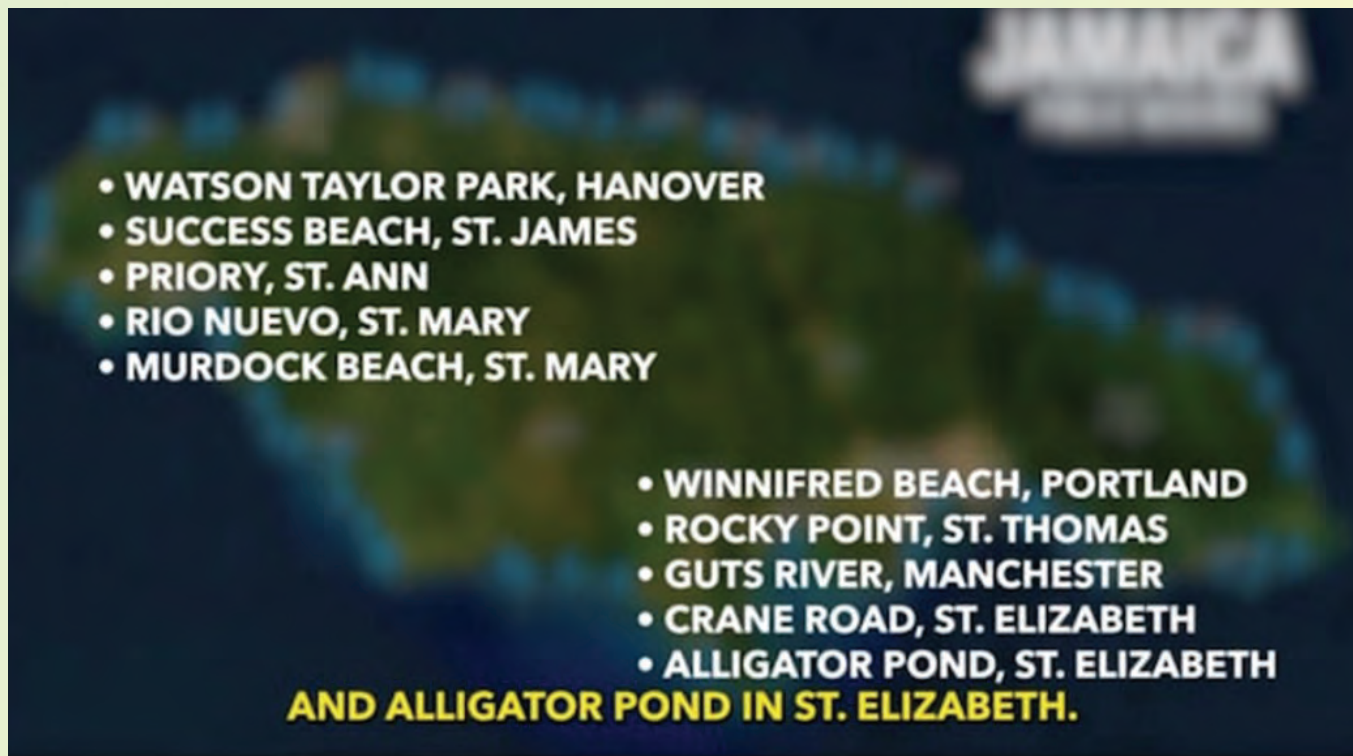 JAMAICA
• WATSON TAYLOR PARK, HANOVER
• SUCCESS BEACH, ST. JAMES
• PRIORY, ST. ANN
• RIO NUEVO, ST. MARY
• MURDOCK BEACH, ST. MARY
• WINNIFRED BEACH, PORTLAND
• ROCKY POINT, ST. THOMAS
• GUTS RIVER, MANCHESTER
• CRANE ROAD, ST. ELIZABETH
• ALLIGATOR POND, ST. ELIZABETH
AND ALLIGATOR POND IN ST. ELIZABETH.